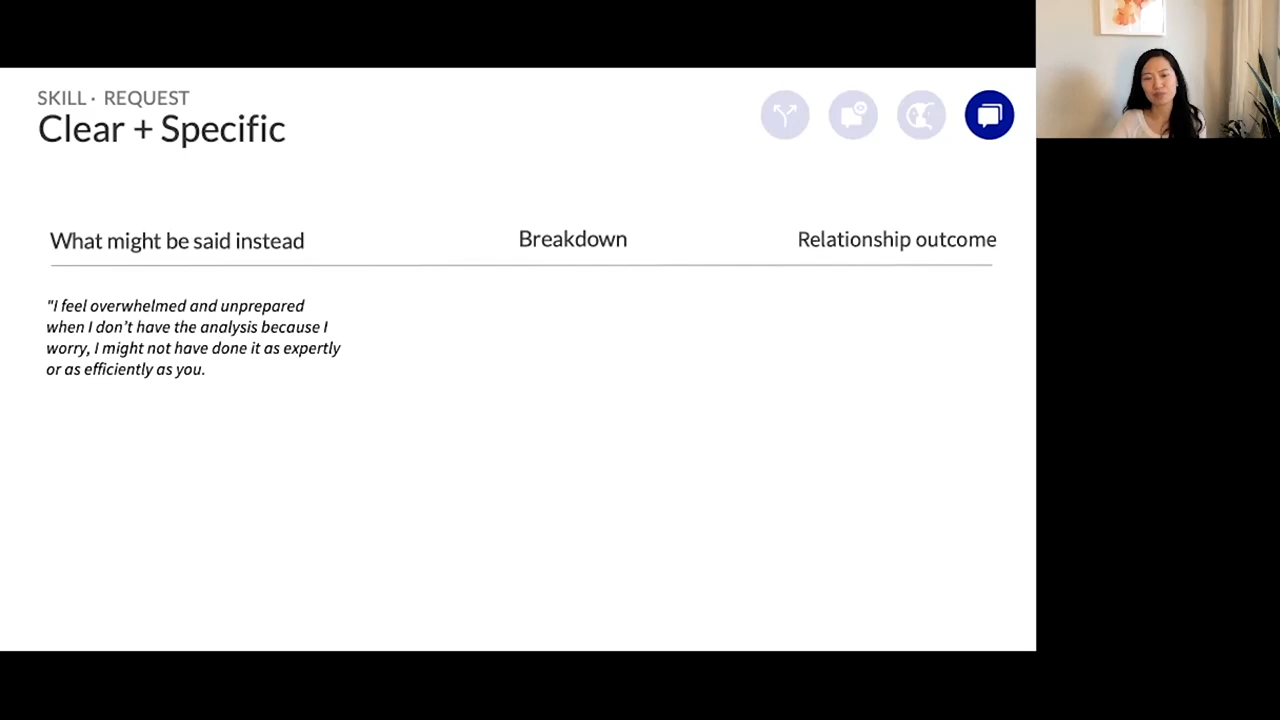 SKILL · REQUEST
Clear + Specific
What might be said instead
Breakdown
Relationship outcome
"I feel overwhelmed and unprepared
when I don’t have the analysis because I
worry, I might not have done it as expertly
or as efficiently as you.